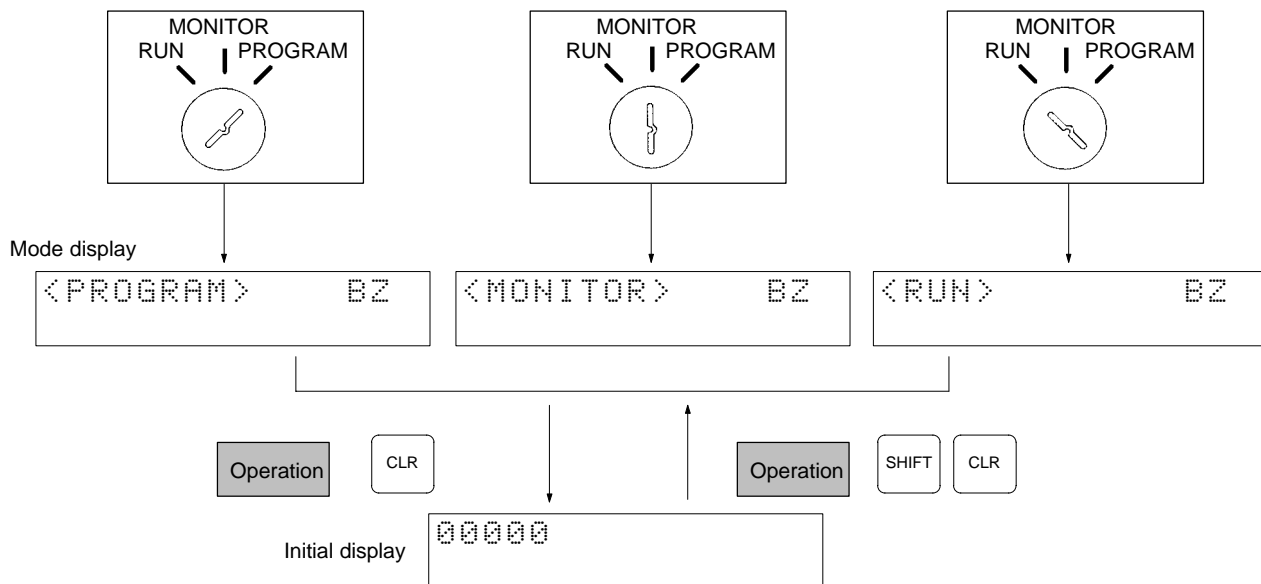 MONITOR
RUN PROGRAM
MONITOR
RUN PROGRAM
MONITOR
RUN PROGRAM
Mode display
<PROGRAM> BZ
<MONITOR> BZ
<RUN> BZ
Operation
CLR
Operation
SHIFT
CLR
Initial display
00000